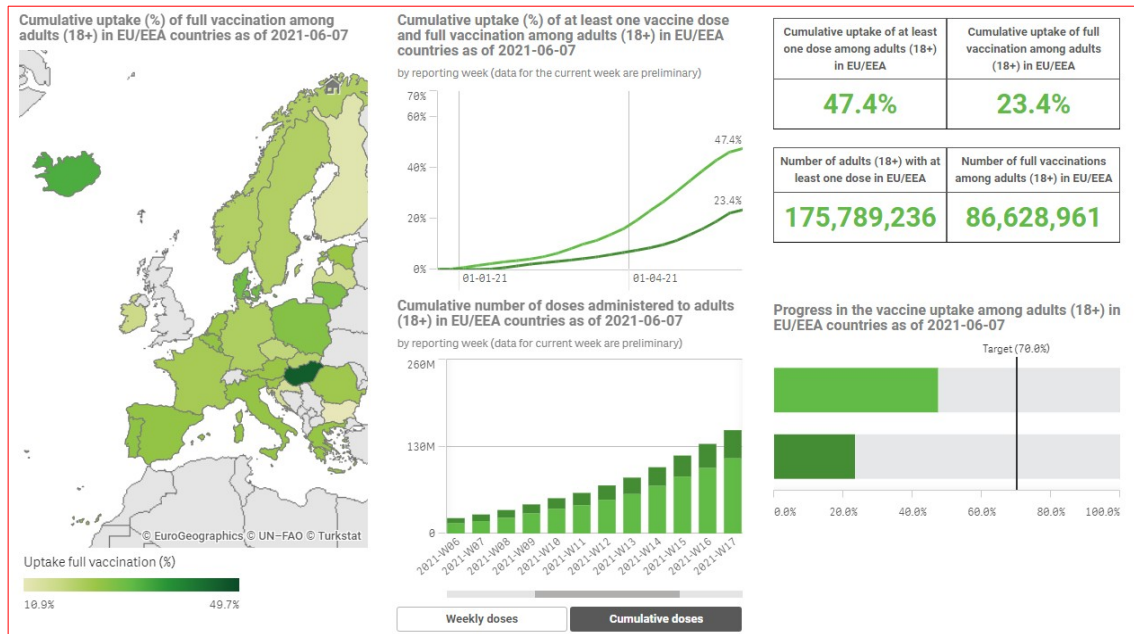 Cumulative uptake (%) of full vaccination among
adults (18+) in EU/EEA countries as of 2021-06-07
© EuroGeographics © UN-FAO © Turkstat
Uptake full vaccination (%)
10.9%
49.7%
Cumulative uptake (%) of at least one vaccine dose
and full vaccination among adults (18+) in EU/EEA
countries as of 2021-06-07
by reporting week (data for the current week are preliminary)
70%
60%
40%
20%
0%
47.4%
23.4%
01-01-21
01-04-21
Cumulative number of doses administered to adults
(18+) in EU/EEA countries as of 2021-06-07
by reporting week (data for current week are preliminary)
260M
130M
0
2021-W06
2021-W07
2021-W08
2021-W09
2021-W10
2021-W11
2021-W12
2021-W13
2021-W14
2021-W15
2021-W16
2021-W17
Weekly doses
Cumulative doses
Cumulative uptake of at least
one dose among adults (18+)
in EU/EEA
47.4%
Cumulative uptake of full
vaccination among adults
(18+) in EU/EEA
23.4%
Number of adults (18+) with at
least one dose in EU/EEA
175,789,236
Number of full vaccinations
among adults (18+) in EU/EEA
86,628,961
Progress in the vaccine uptake among adults (18+) in
EU/EEA countries as of 2021-06-07
Target (70.0%)
0.0%
20.0%
40.0%
60.0%
80.0%
100.0%